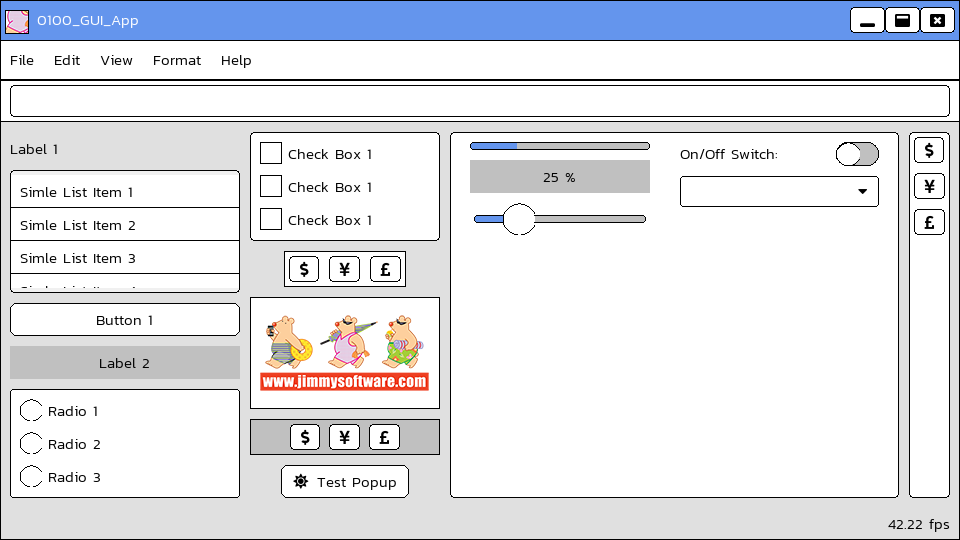 0100_GUI_App
File Edit View Format Help
Label 1
Simle List Item 1
Simle List Item 2
Simle List Item 3
Button 1
Label 2
Radio 1
Radio 2
Radio 3
Check Box 1
Check Box 1
Check Box 1
$ ¥ £
www.jimmysoftware.com
$ ¥ £
Test Popup
25 %
On/Off Switch:
$
¥
£
42.22 fps